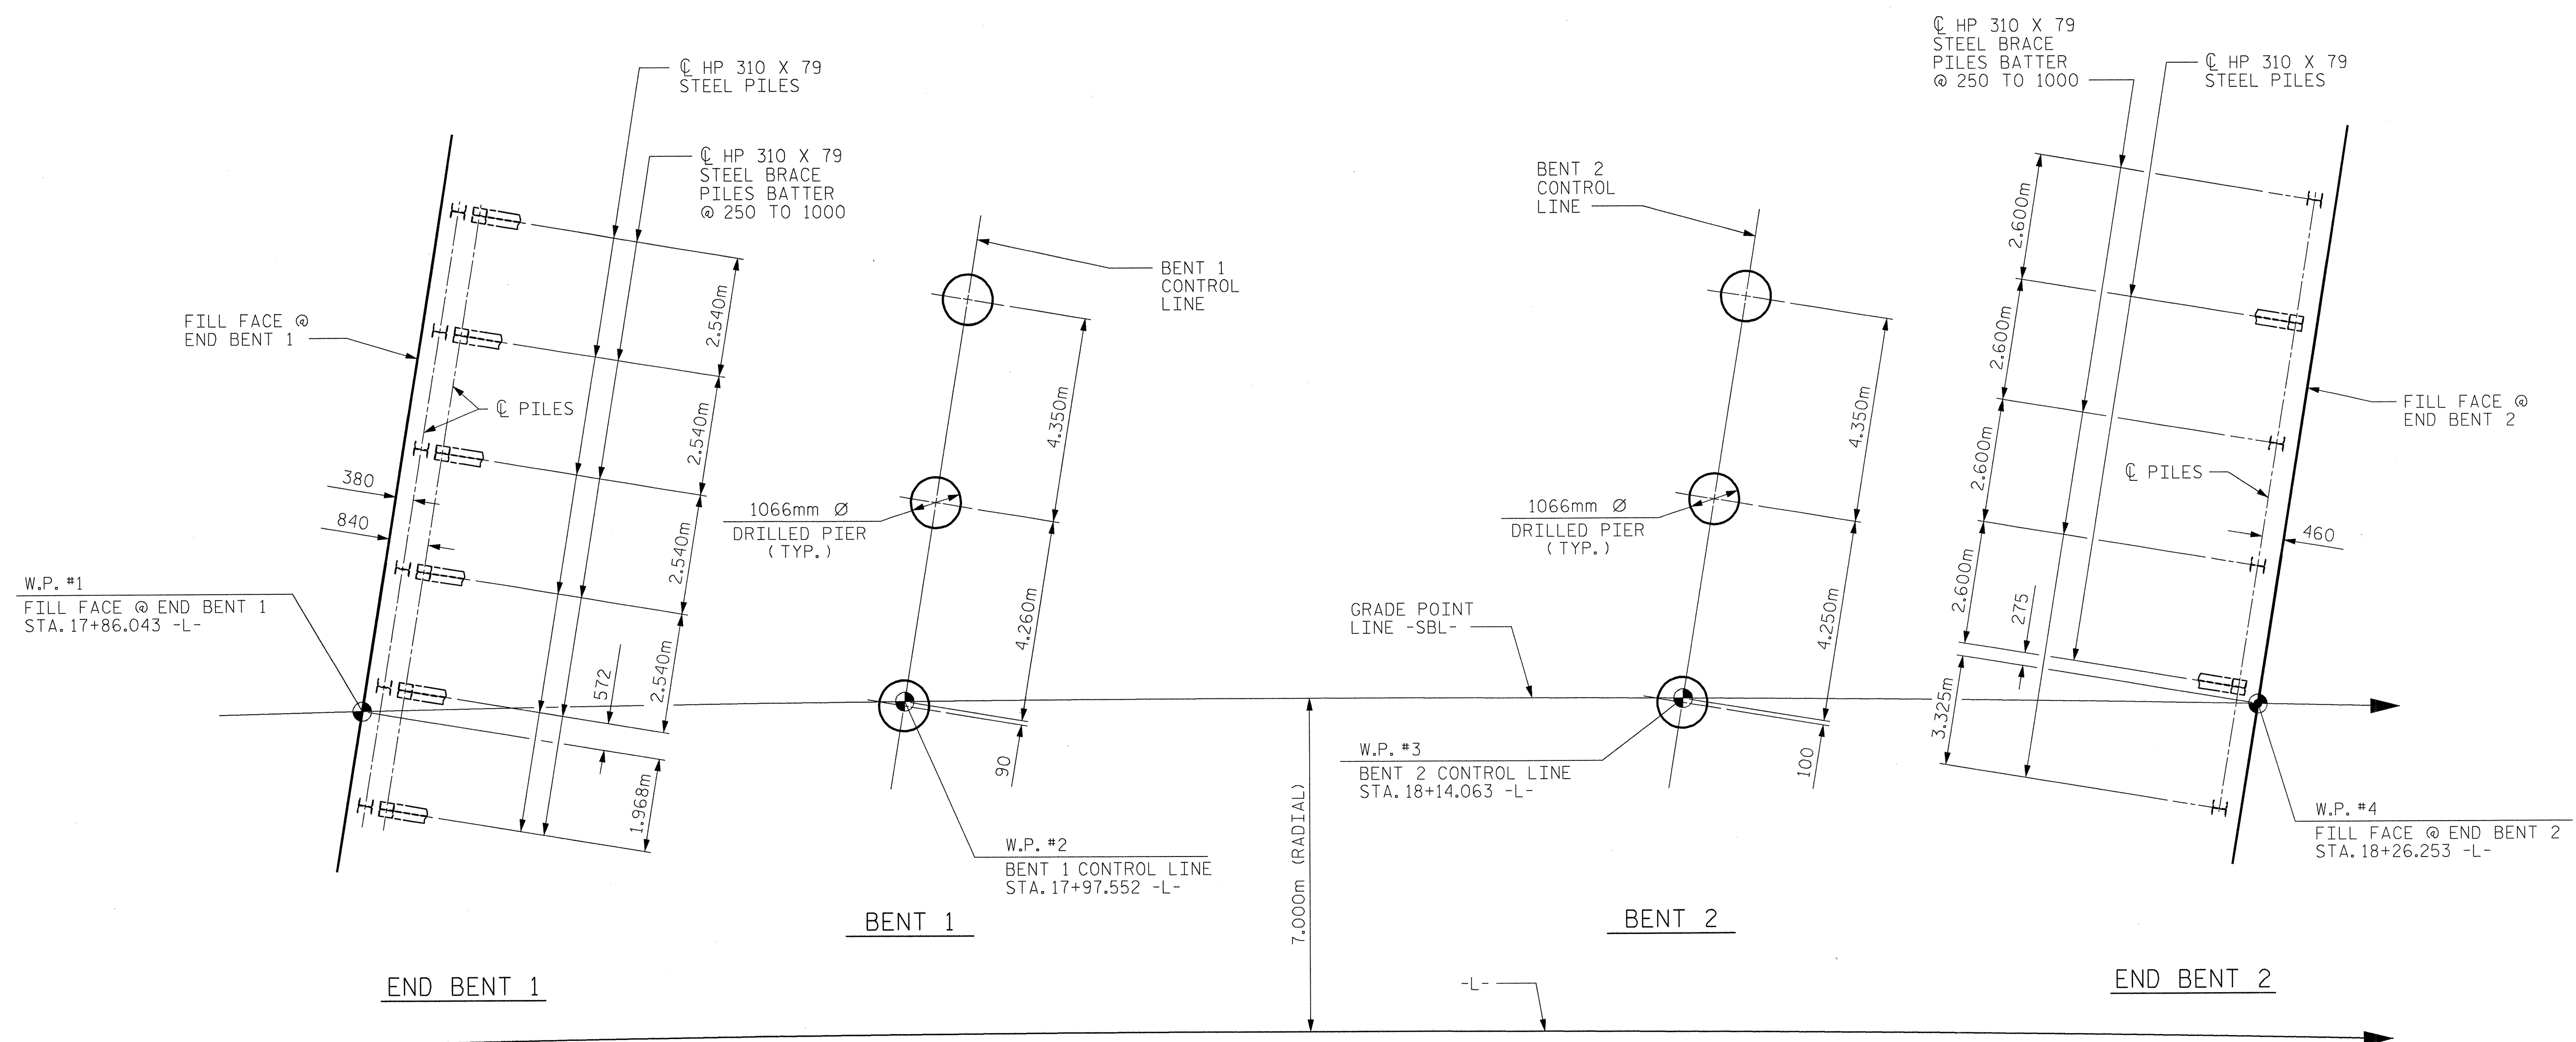 ℄ HP 310 X 79
STEEL PILES
℄ HP 310 X 79
STEEL BRACE
PILES BATTER
@ 250 TO 1000
FILL FACE @
END BENT 1
℄ PILES
380
840
W.P. #1
FILL FACE @ END BENT 1
STA. 17+86.043 -L-
2.540m
2.540m
2.540m
2.540m
572
1.968m
END BENT 1
BENT 1
CONTROL
LINE
1066mm Ø
DRILLED PIER
(TYP.)
4.350m
4.260m
90
W.P. #2
BENT 1 CONTROL LINE
STA. 17+97.552 -L-
BENT 1
BENT 2
CONTROL
LINE
1066mm Ø
DRILLED PIER
(TYP.)
4.350m
4.250m
100
GRADE POINT
LINE -SBL-
7.000m (RADIAL)
W.P. #3
BENT 2 CONTROL LINE
STA. 18+14.063 -L-
BENT 2
-L-
℄ HP 310 X 79
STEEL BRACE
PILES BATTER
@ 250 TO 1000
℄ HP 310 X 79
STEEL PILES
2.600m
2.600m
2.600m
2.600m
275
3.325m
℄ PILES
460
FILL FACE @
END BENT 2
W.P. #4
FILL FACE @ END BENT 2
STA. 18+26.253 -L-
END BENT 2